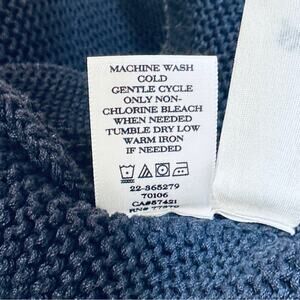 MACHINE WASH
COLD
GENTLE CYCLE
ONLY NON-
CHLORINE BLEACH
WHEN NEEDED
TUMBLE DRY LOW
WARM IRON
IF NEEDED
22-365279
70106
CA#57421
RN#